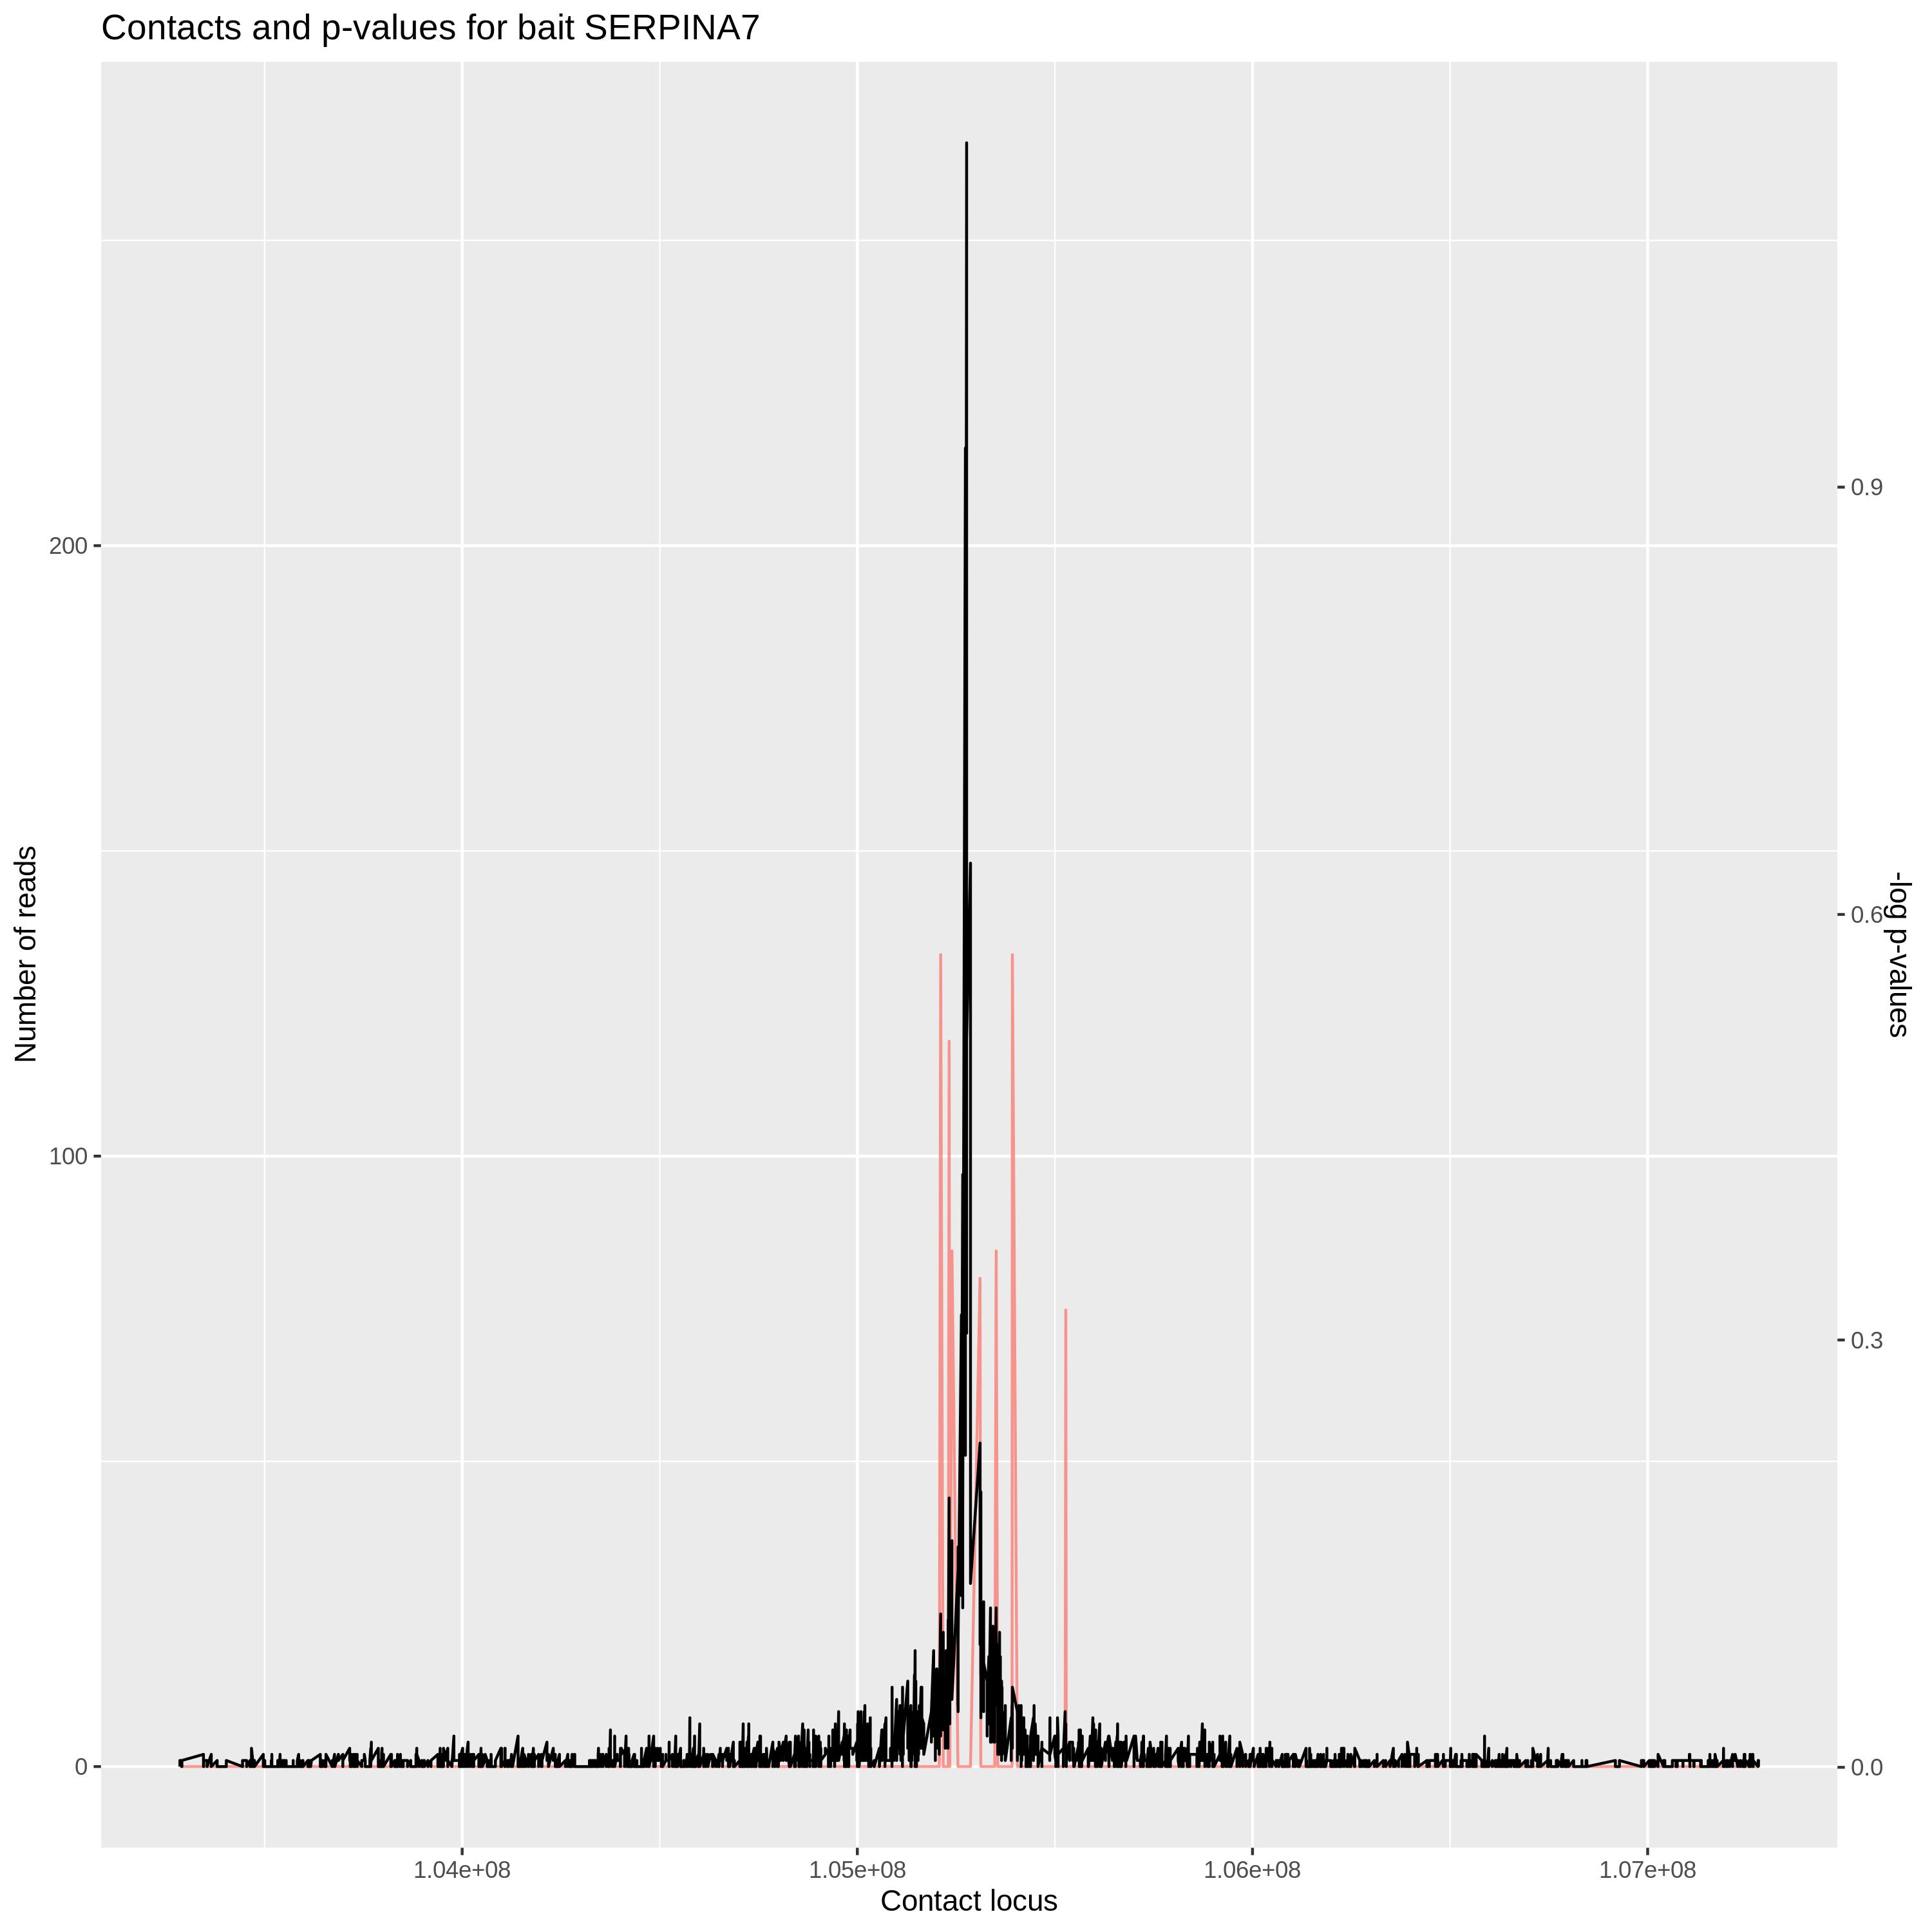 Contacts and p-values for bait SERPINA7
200
100
0
Number of reads
0.9
0.6
0.3
0.0
-log p-values
1.04e+08
1.05e+08
1.06e+08
1.07e+08
Contact locus